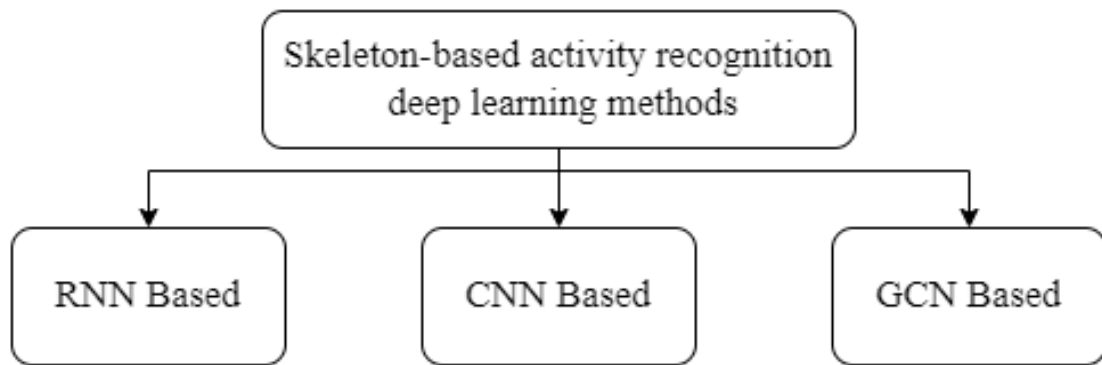 Skeleton-based activity recognition
deep learning methods
RNN Based
CNN Based
GCN Based